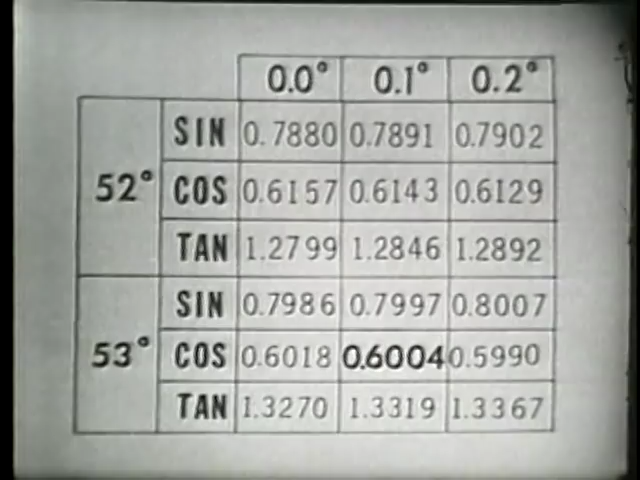 0.0° 0.1° 0.2°
52° SIN 0.7880 0.7891 0.7902
COS 0.6157 0.6143 0.6129
TAN 1.2799 1.2846 1.2892
53° SIN 0.7986 0.7997 0.8007
COS 0.6018 0.6004 0.5990
TAN 1.3270 1.3319 1.3367